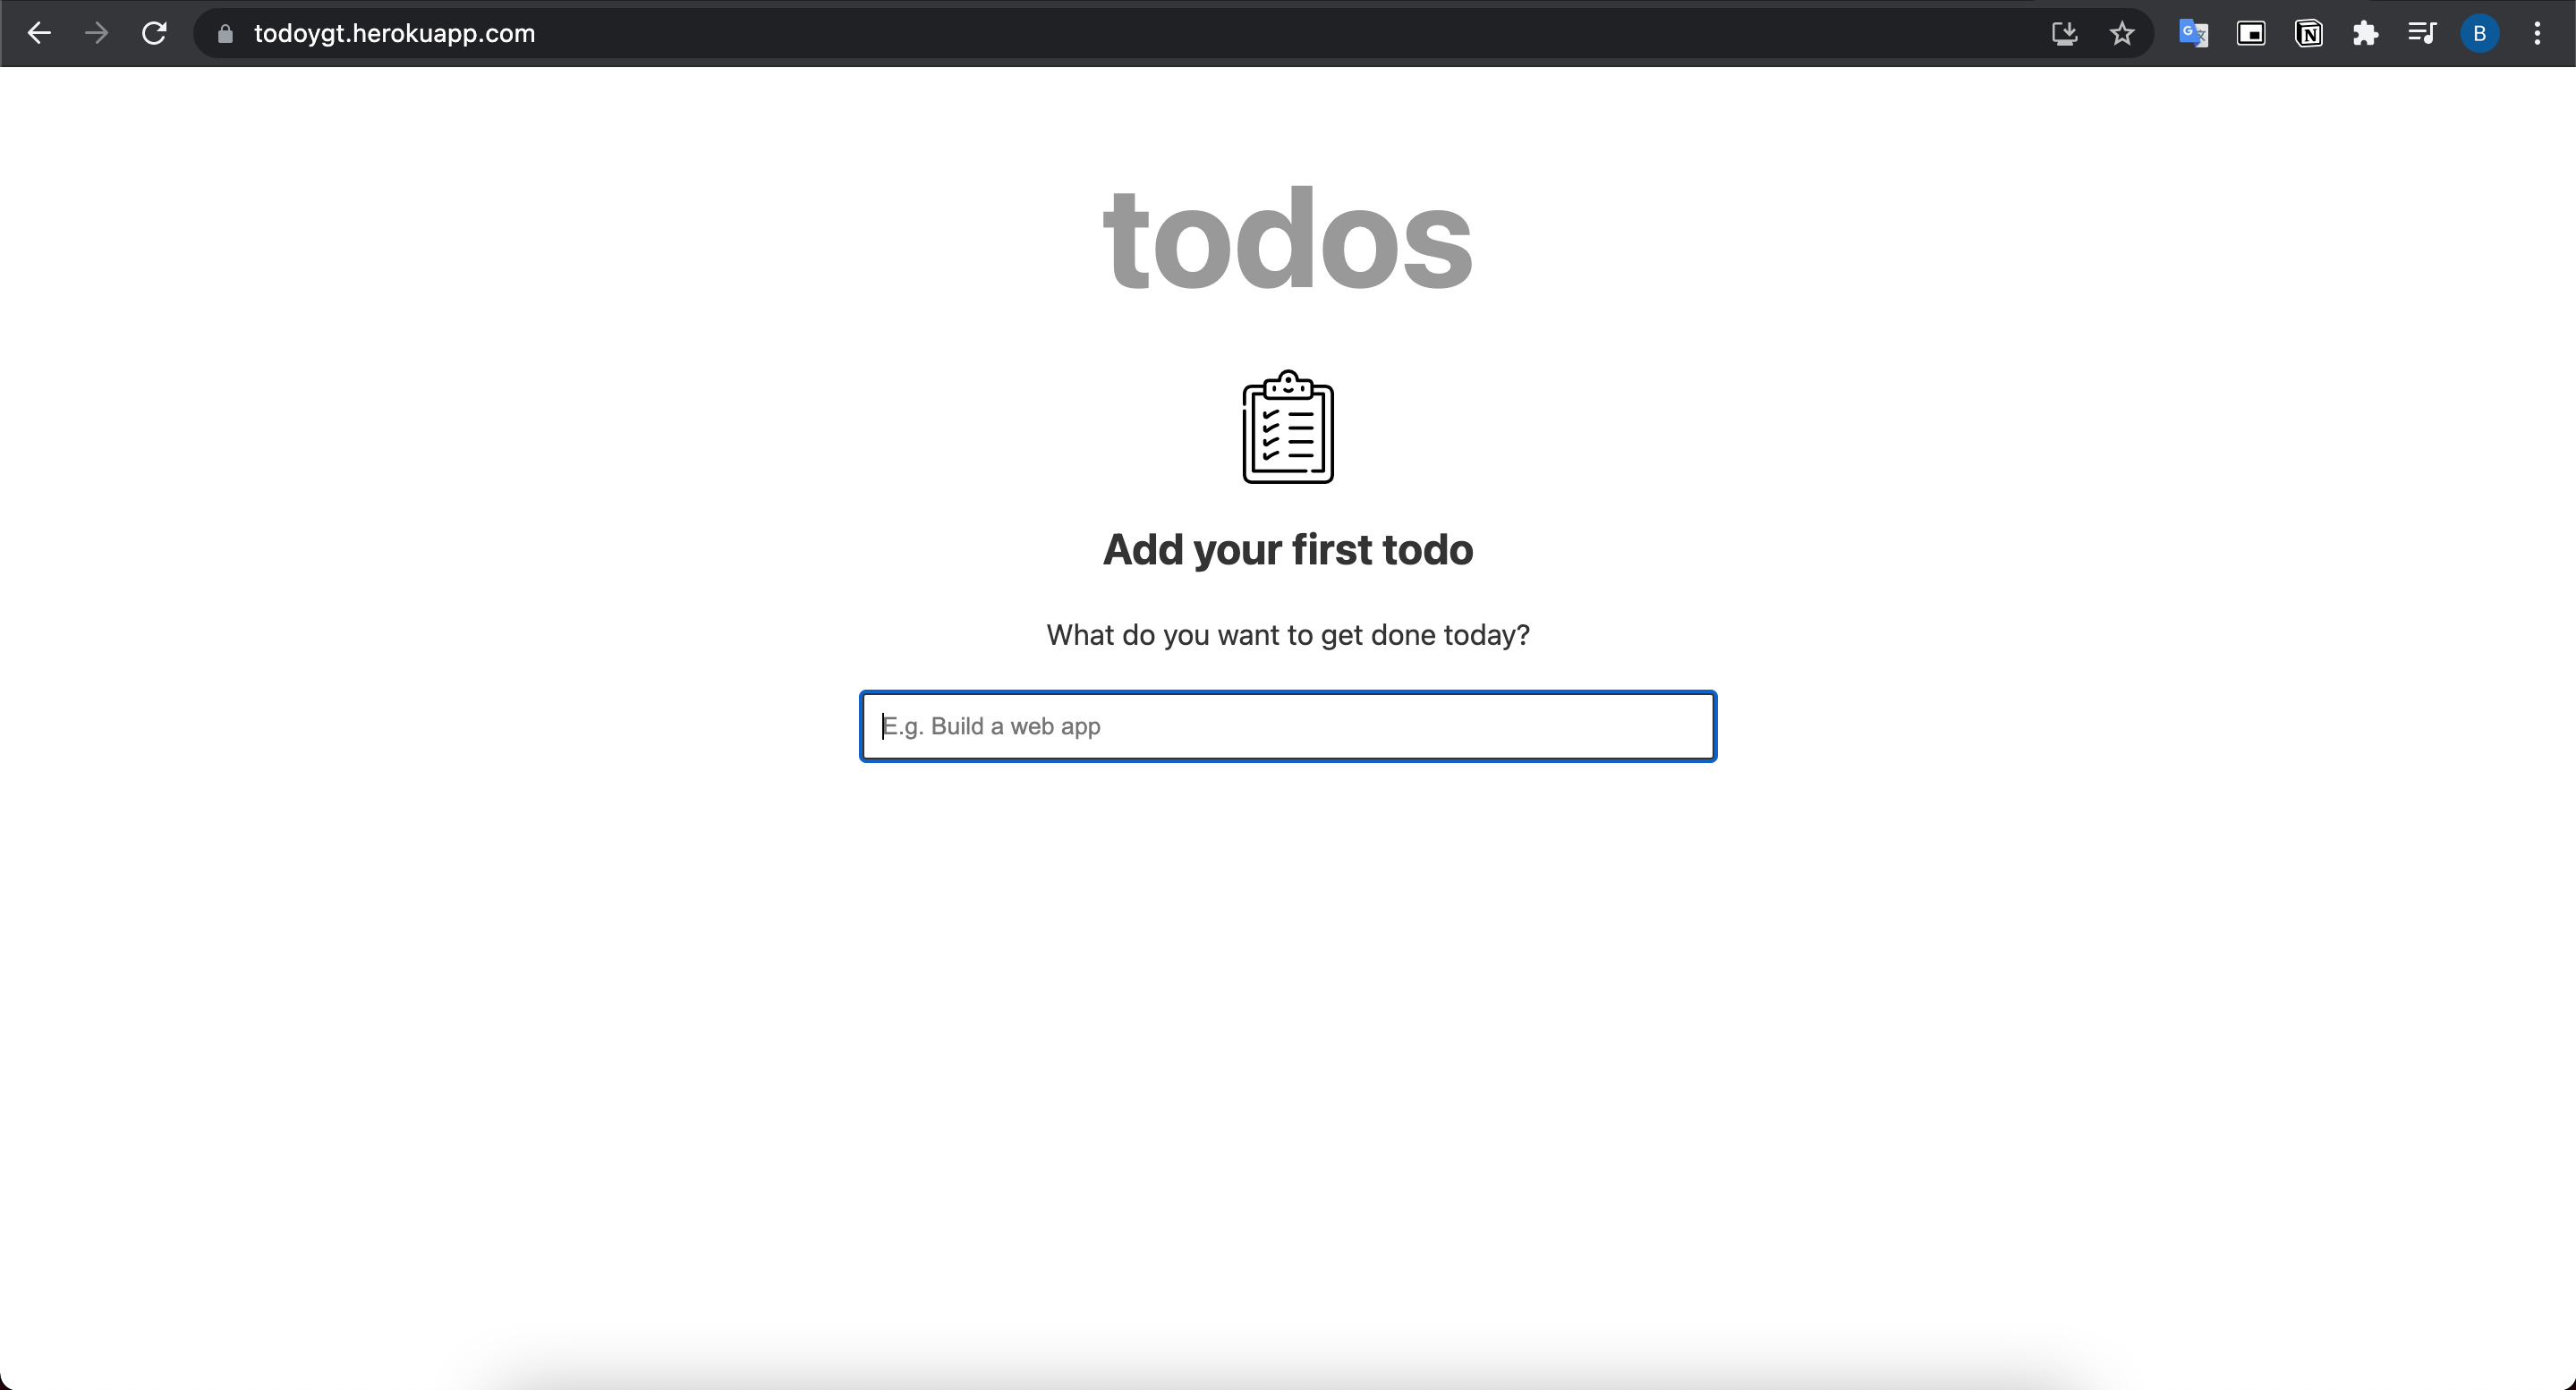 todoygt.herokuapp.com
G
N
B
todos
Add your first todo
What do you want to get done today?
E.g. Build a web app